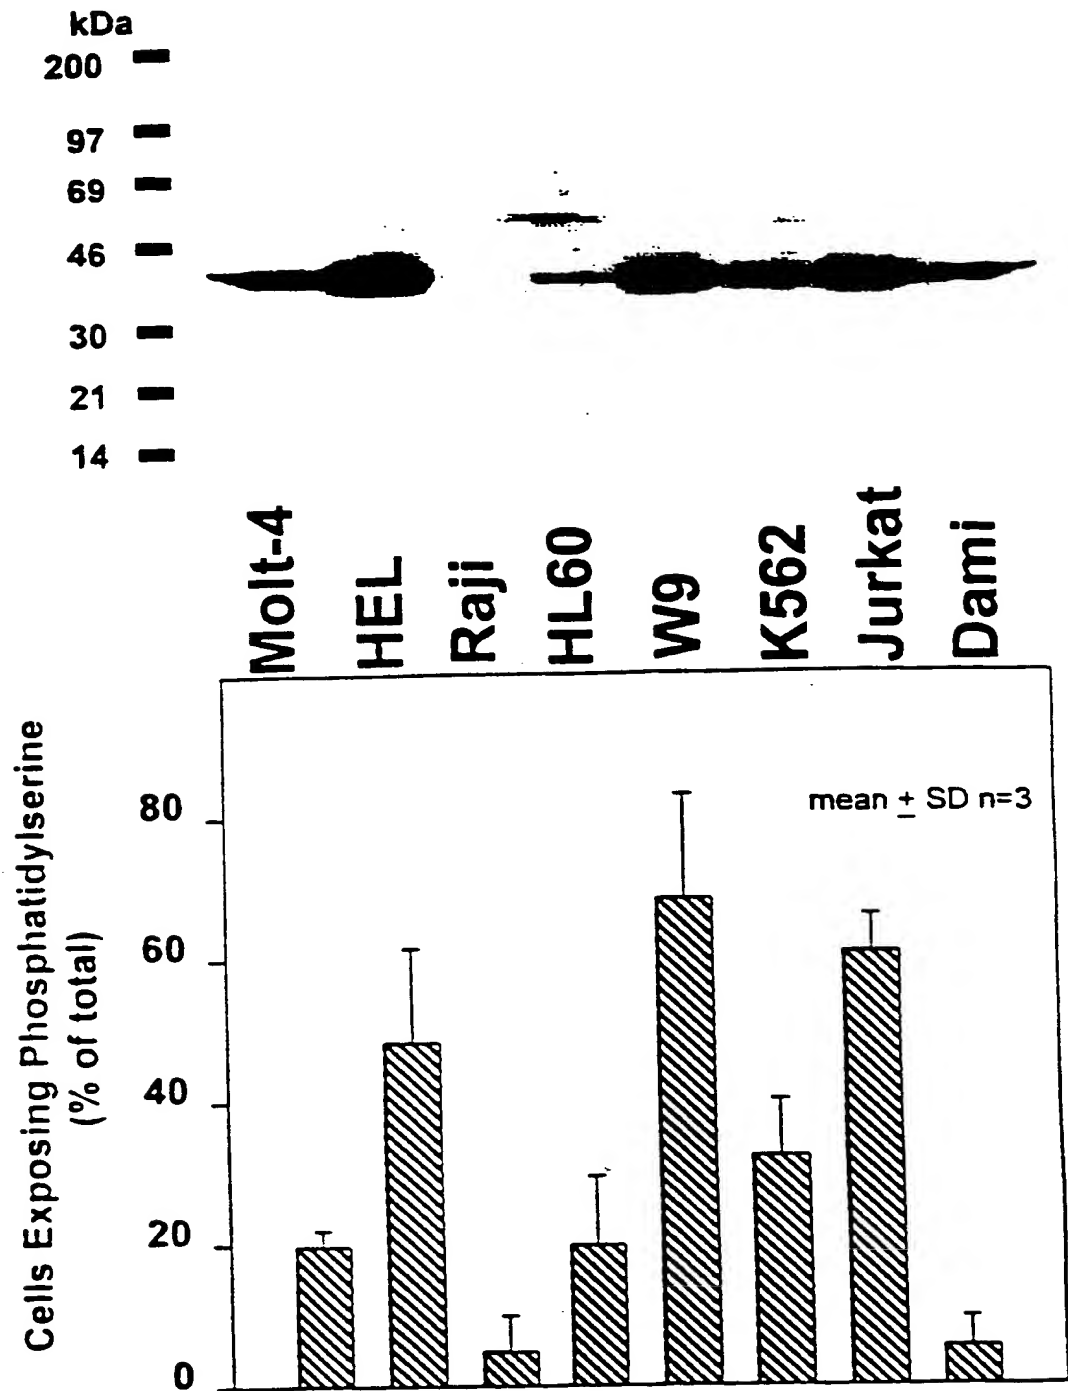 kDa
200
97
69
46
30
21
14
Molt-4
HEL
Raji
HL60
W9
K562
Jurkat
Dami
Cells Exposing Phosphatidylserine
(% of total)
80
60
40
20
0
mean ± SD n=3